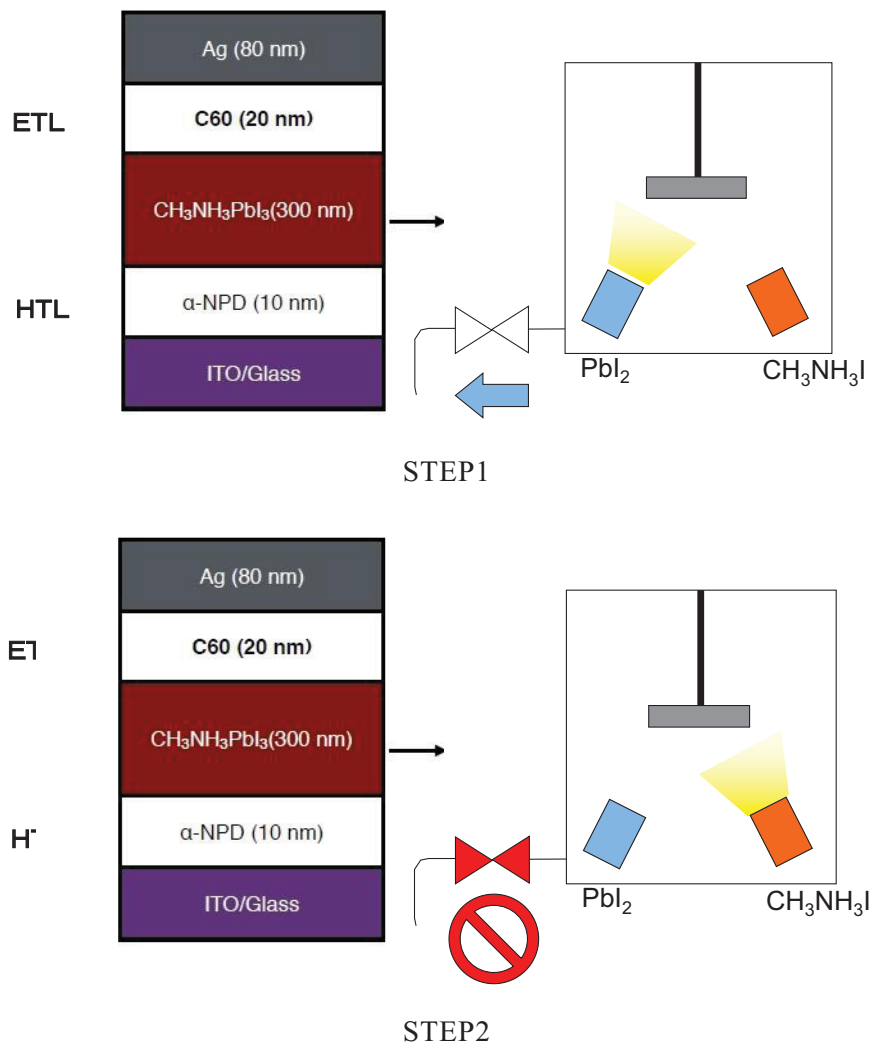 Ag (80 nm)
ETL
C60 (20 nm)
CH₃NH₃PbI₃(300 nm)
HTL
α-NPD (10 nm)
ITO/Glass
PbI₂
CH₃NH₃I
STEP1
Ag (80 nm)
ET
C60 (20 nm)
CH₃NH₃PbI₃(300 nm)
H
α-NPD (10 nm)
ITO/Glass
PbI₂
CH₃NH₃I
STEP2